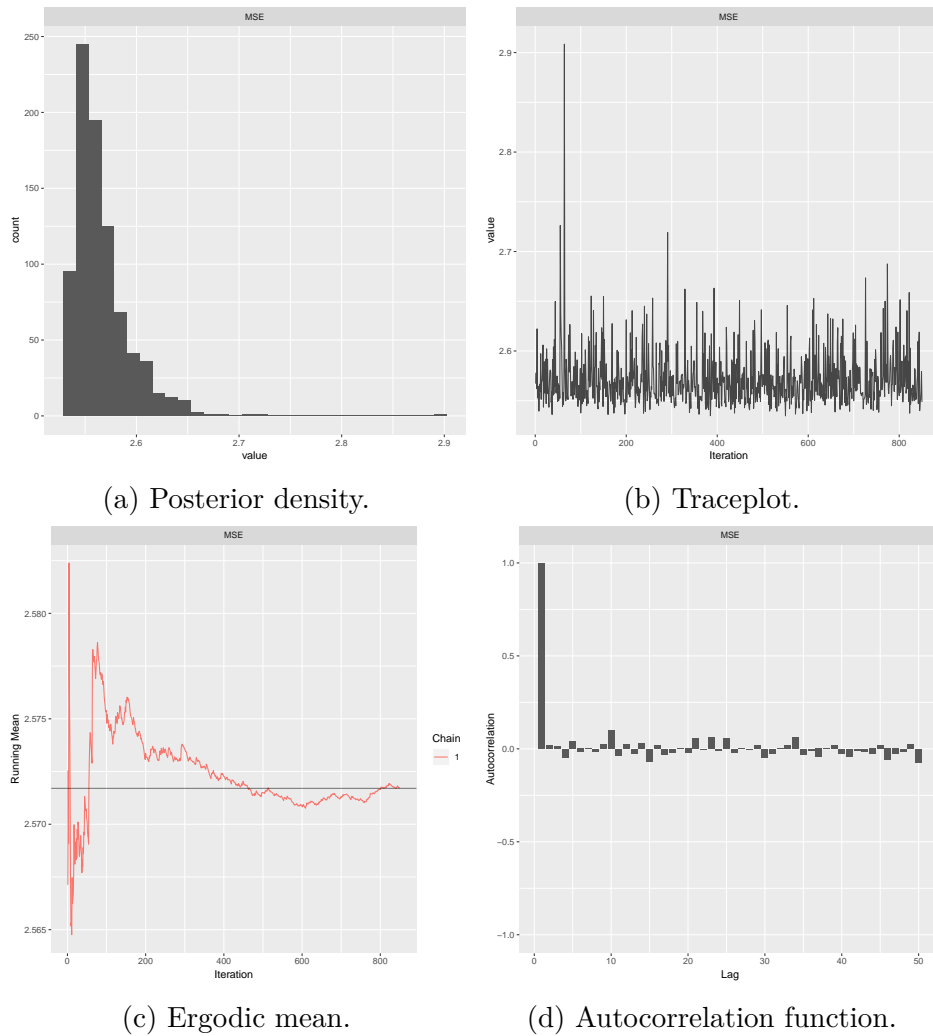 MSE
250
200
150
100
50
0
count
2.6
2.7
2.8
2.9
value
(a) Posterior density.
MSE
2.9
2.8
2.7
2.6
value
0
200
400
600
800
Iteration
(b) Traceplot.
MSE
2.580
2.575
2.570
2.565
Running Mean
0
200
400
600
800
Iteration
Chain
1
(c) Ergodic mean.
MSE
1.0
0.5
0.0
−0.5
−1.0
Autocorrelation
0
10
20
30
40
50
Lag
(d) Autocorrelation function.